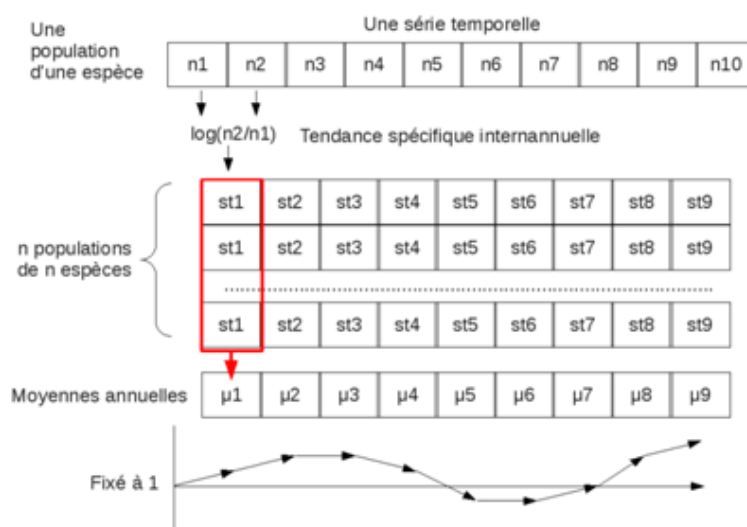 Une population d'une espèce
Une série temporelle
n1 n2 n3 n4 n5 n6 n7 n8 n9 n10
log(n2/n1)
Tendance spécifique internannuelle
n populations de n espèces
st1 st2 st3 st4 st5 st6 st7 st8 st9
st1 st2 st3 st4 st5 st6 st7 st8 st9
st1 st2 st3 st4 st5 st6 st7 st8 st9
Moyennes annuelles
µ1 µ2 µ3 µ4 µ5 µ6 µ7 µ8 µ9
Fixé à 1